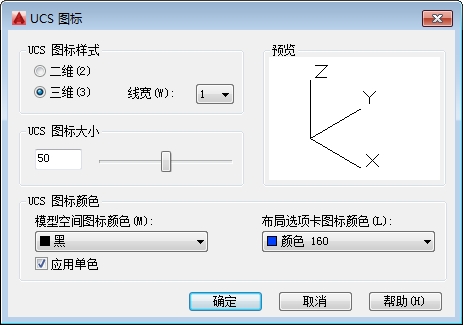 UCS 图标
UCS 图标样式
二维(2)
三维(3)
线宽(W):
1
预览
Z
Y
X
UCS 图标大小
50
UCS 图标颜色
模型空间图标颜色(M):
黑
应用单色
布局选项卡图标颜色(L):
颜色 160
确定
取消
帮助(H)